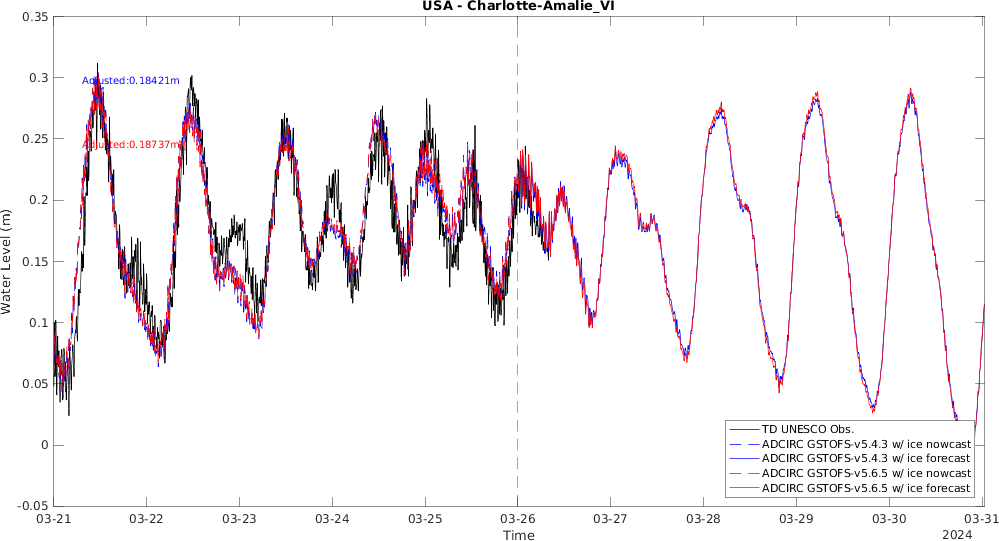 USA - Charlotte-Amalie_VI
0.35
0.3
0.25
0.2
0.15
0.1
0.05
0
-0.05
Water Level (m)
Adjusted:0.18421m
Adjusted:0.18737m
TD UNESCO Obs.
ADCIRC GSTOFS-v5.4.3 w/ ice nowcast
ADCIRC GSTOFS-v5.4.3 w/ ice forecast
ADCIRC GSTOFS-v5.6.5 w/ ice nowcast
ADCIRC GSTOFS-v5.6.5 w/ ice forecast
03-21 03-22 03-23 03-24 03-25 03-26 03-27 03-28 03-29 03-30 03-31
Time
2024